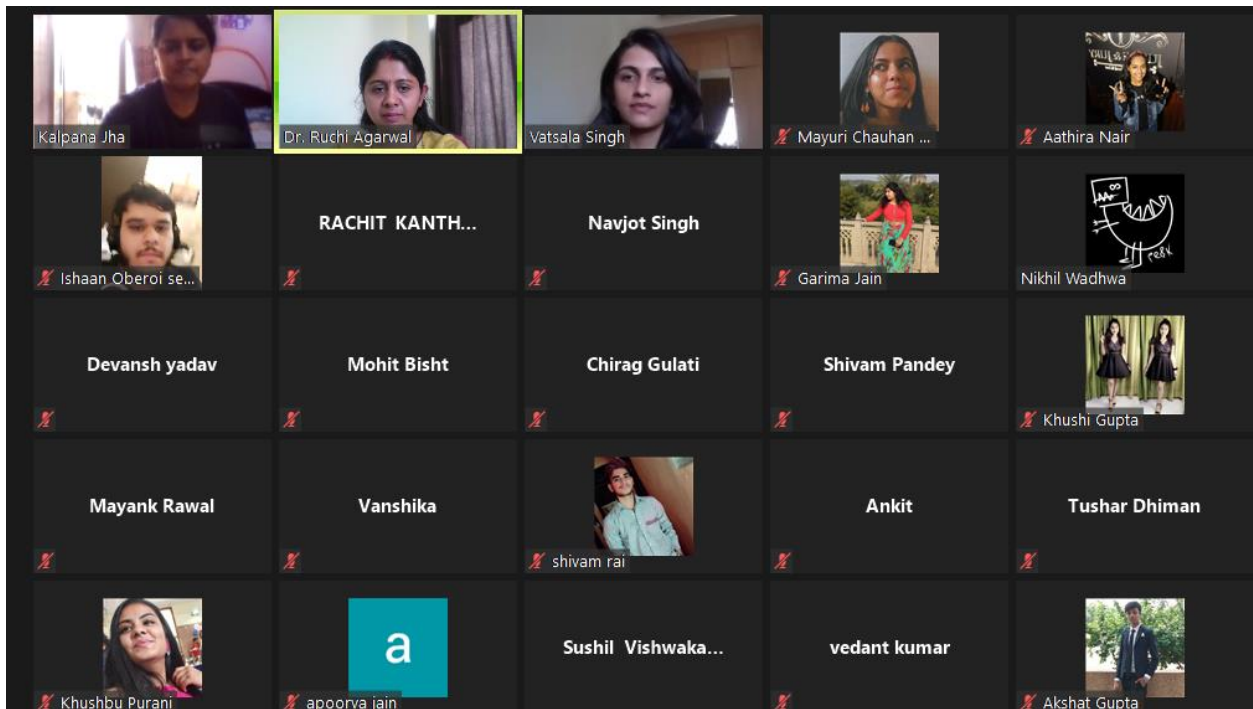 Kalpana Jha
Dr. Ruchi Agarwal
Vatsala Singh
Mayuri Chauhan ...
Aathira Nair
Ishaan Oberoi se...
RACHIT KANTH...
Navjot Singh
Garima Jain
Nikhil Wadhwa
Devansh yadav
Mohit Bisht
Chirag Gulati
Shivam Pandey
Khushi Gupta
Mayank Rawal
Vanshika
shivam rai
Ankit
Tushar Dhiman
Khushbu Purani
a
apoorva jain
Sushil Vishwaka...
vedant kumar
Akshat Gupta